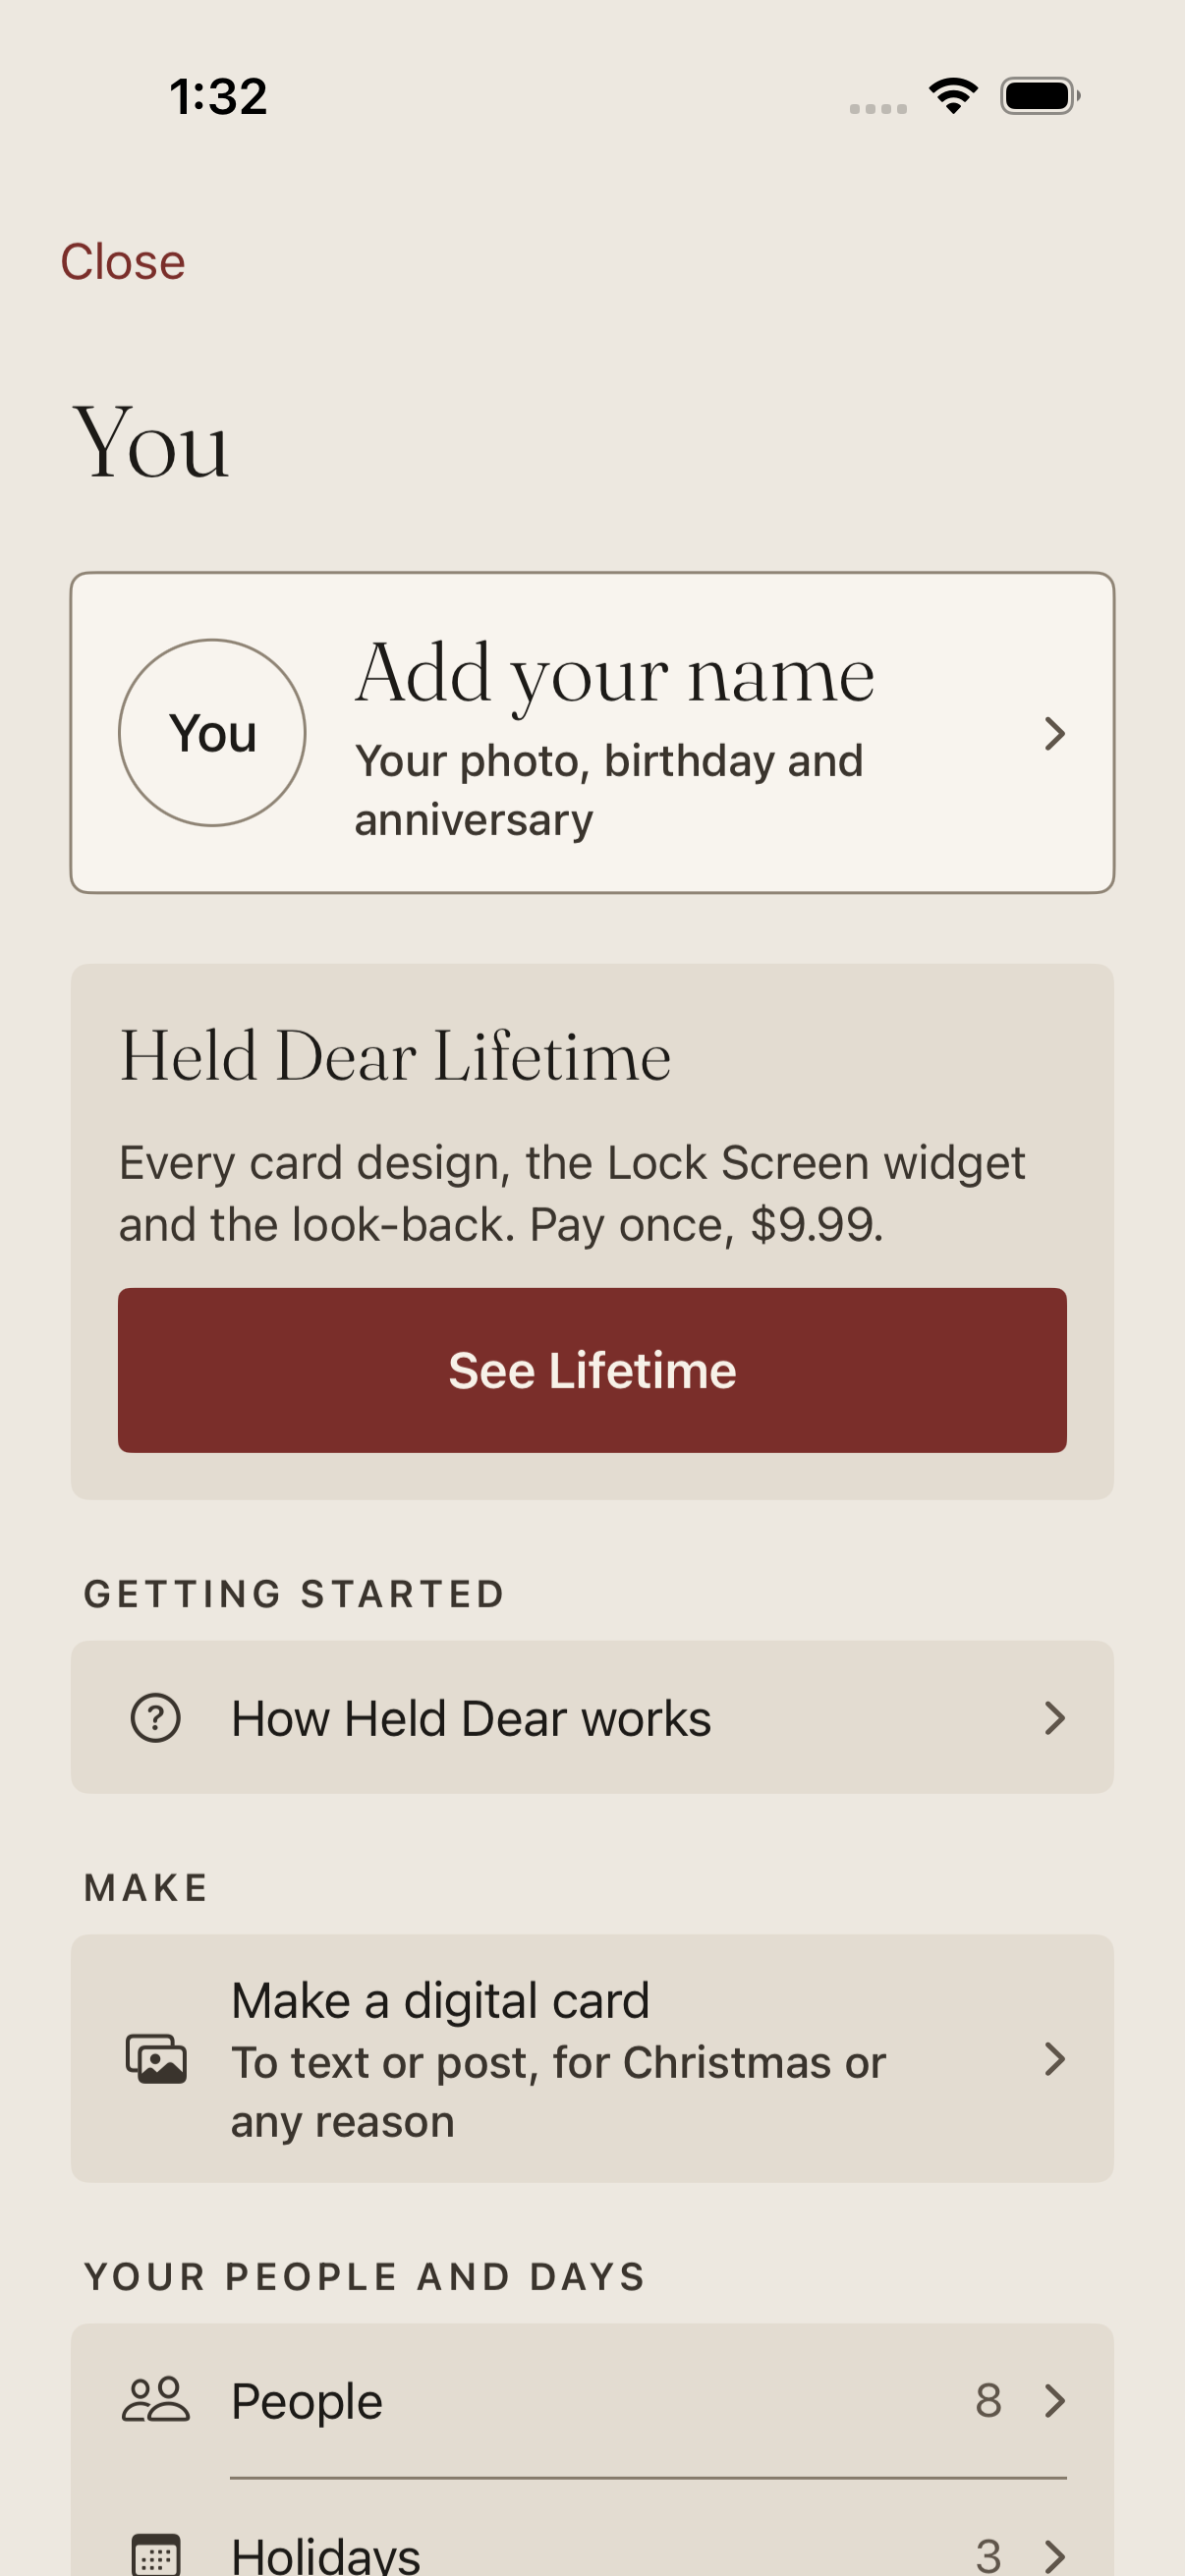 1:32
Close
You
You
Add your name
Your photo, birthday and
anniversary
Held Dear Lifetime
Every card design, the Lock Screen widget
and the look-back. Pay once, $9.99.
See Lifetime
GETTING STARTED
? How Held Dear works
MAKE
Make a digital card
To text or post, for Christmas or
any reason
YOUR PEOPLE AND DAYS
People 8
Holidays 3